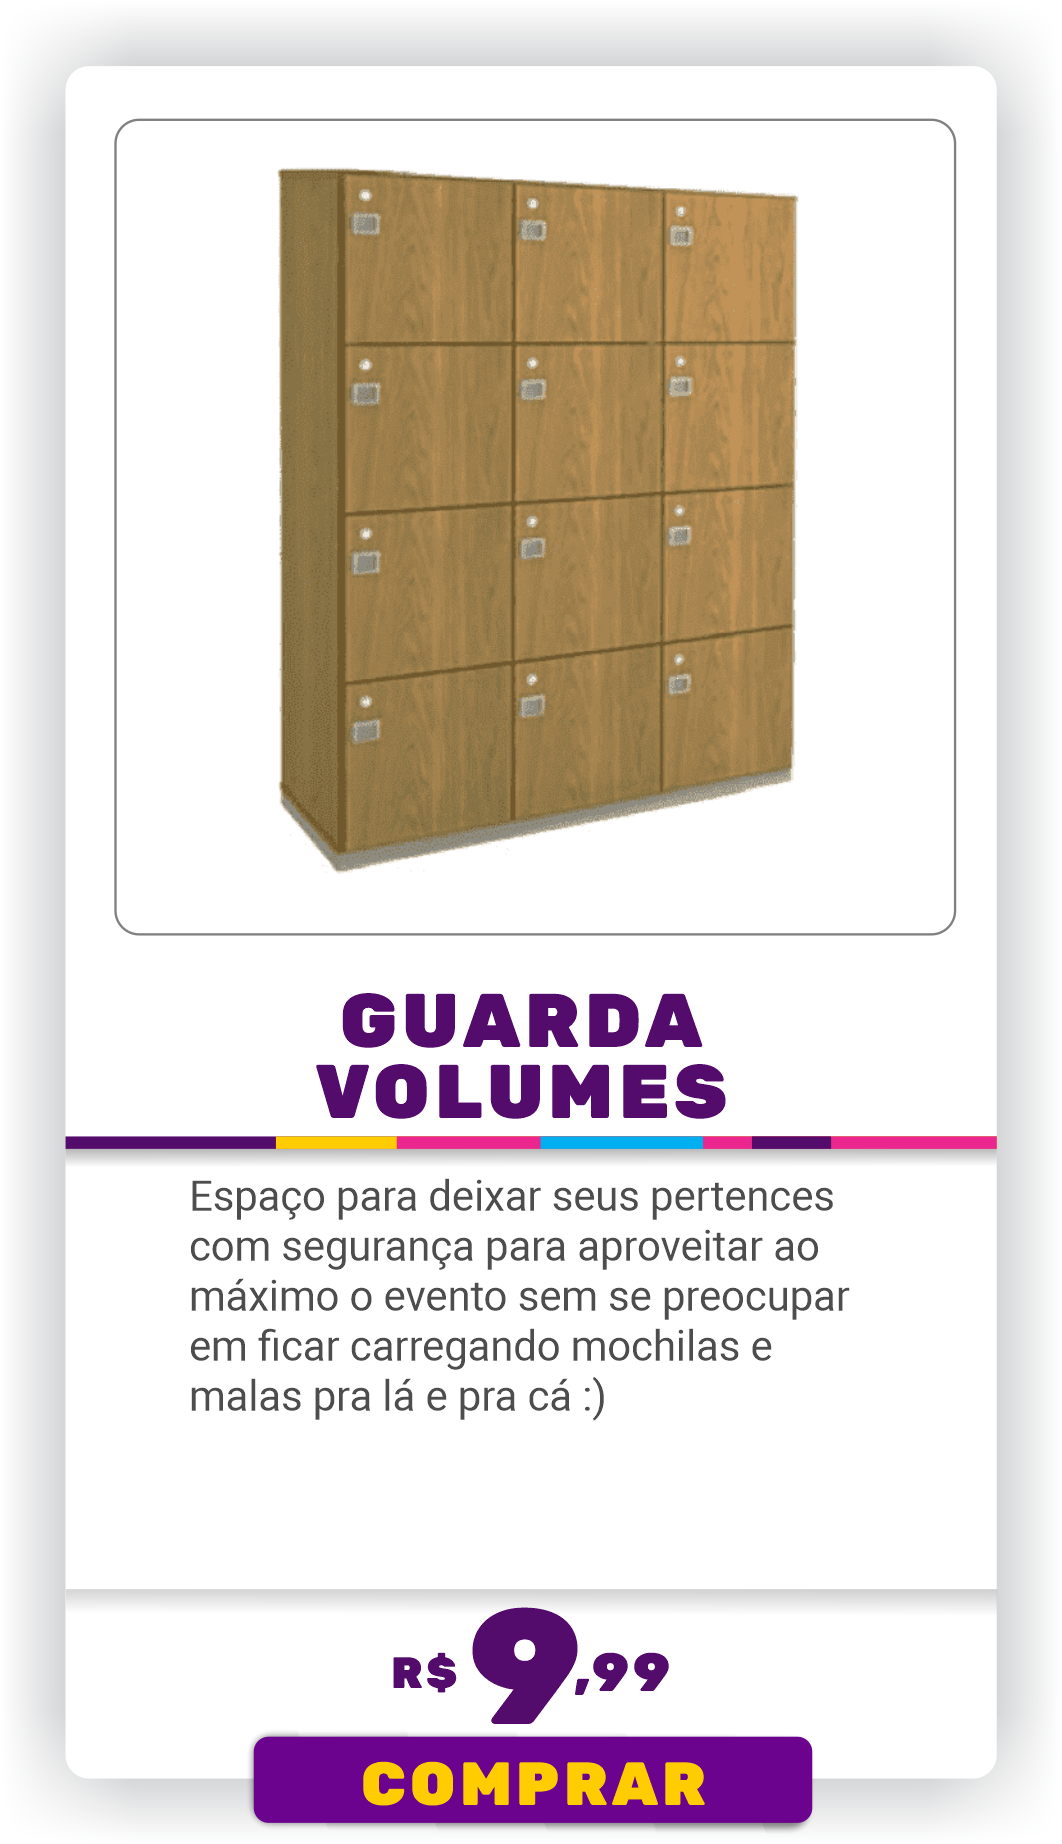 GUARDA
VOLUMES
Espaço para deixar seus pertences
com segurança para aproveitar ao
máximo o evento sem se preocupar
em ficar carregando mochilas e
malas pra lá e pra cá :)
R$ 9,99
COMPRAR